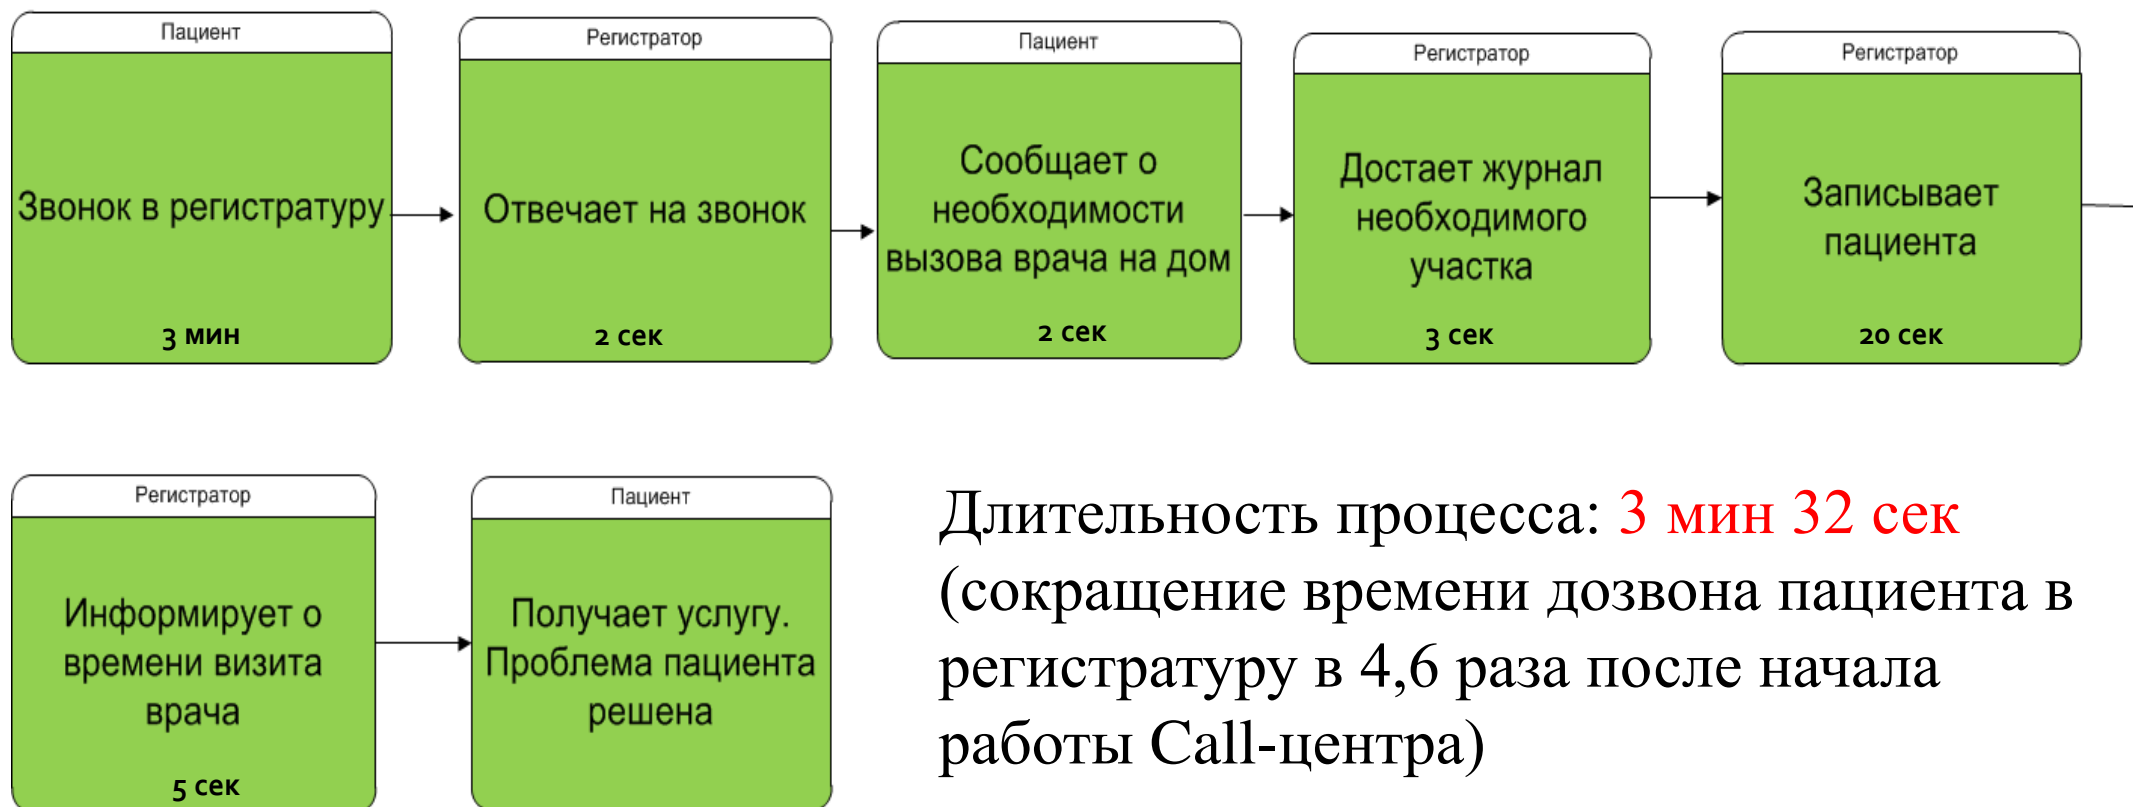 Пациент
Звонок в регистратуру
3 мин
Регистратор
Отвечает на звонок
2 сек
Пациент
Сообщает о
необходимости
вызова врача на дом
2 сек
Регистратор
Достает журнал
необходимого
участка
3 сек
Регистратор
Записывает
пациента
20 сек
Регистратор
Информирует о
времени визита
врача
5 сек
Пациент
Получает услугу.
Проблема пациента
решена
Длительность процесса: 3 мин 32 сек
(сокращение времени дозвона пациента в
регистратуру в 4,6 раза после начала
работы Call-центра)